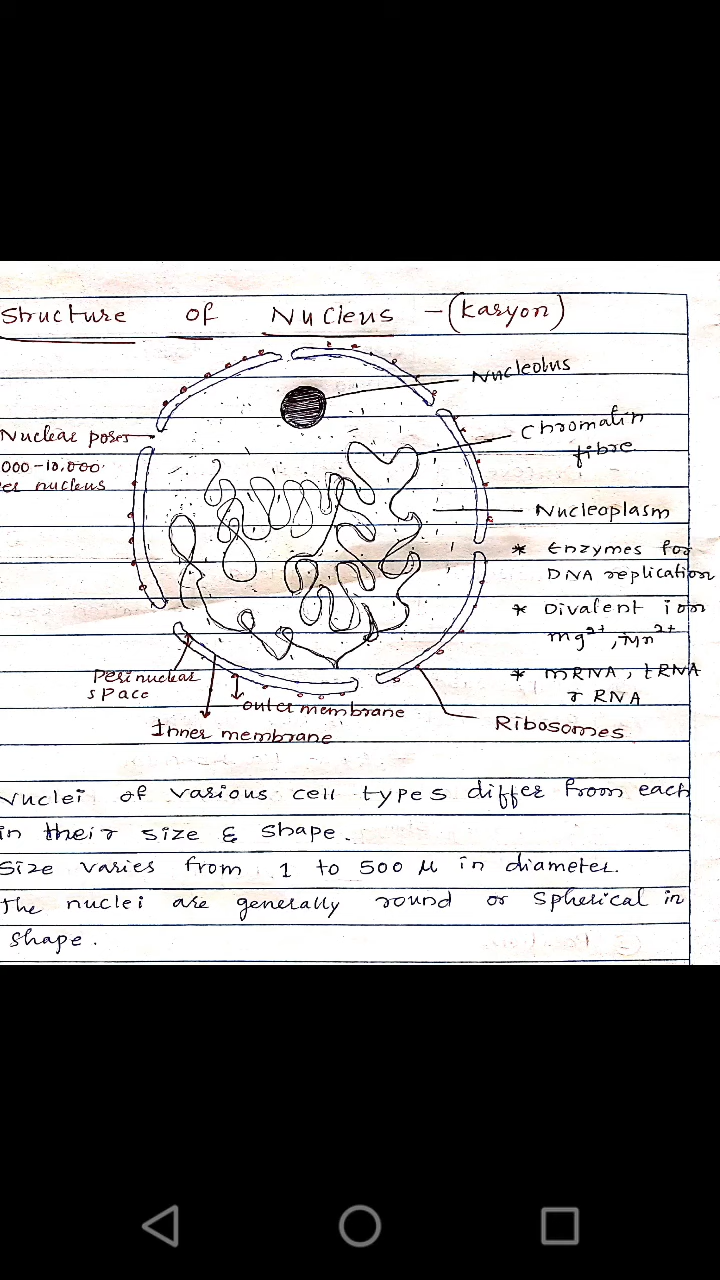 Structure of Nucleus - (Karyon)
Nucleolus
Chromatin
fibre
Nuclear pores
000-10,000
er nucleus
Nucleoplasm
* Enzymes for
DNA replication
* Divalent ion
mg2+, Mn2+
* mRNA, tRNA
rRNA
Perinuclear
space
outer membrane
Inner membrane
Ribosomes
Nuclei of various cell types differ from each
in their size & shape.
Size varies from 1 to 500 μ in diameter.
The nuclei are generally round or spherical in
shape.